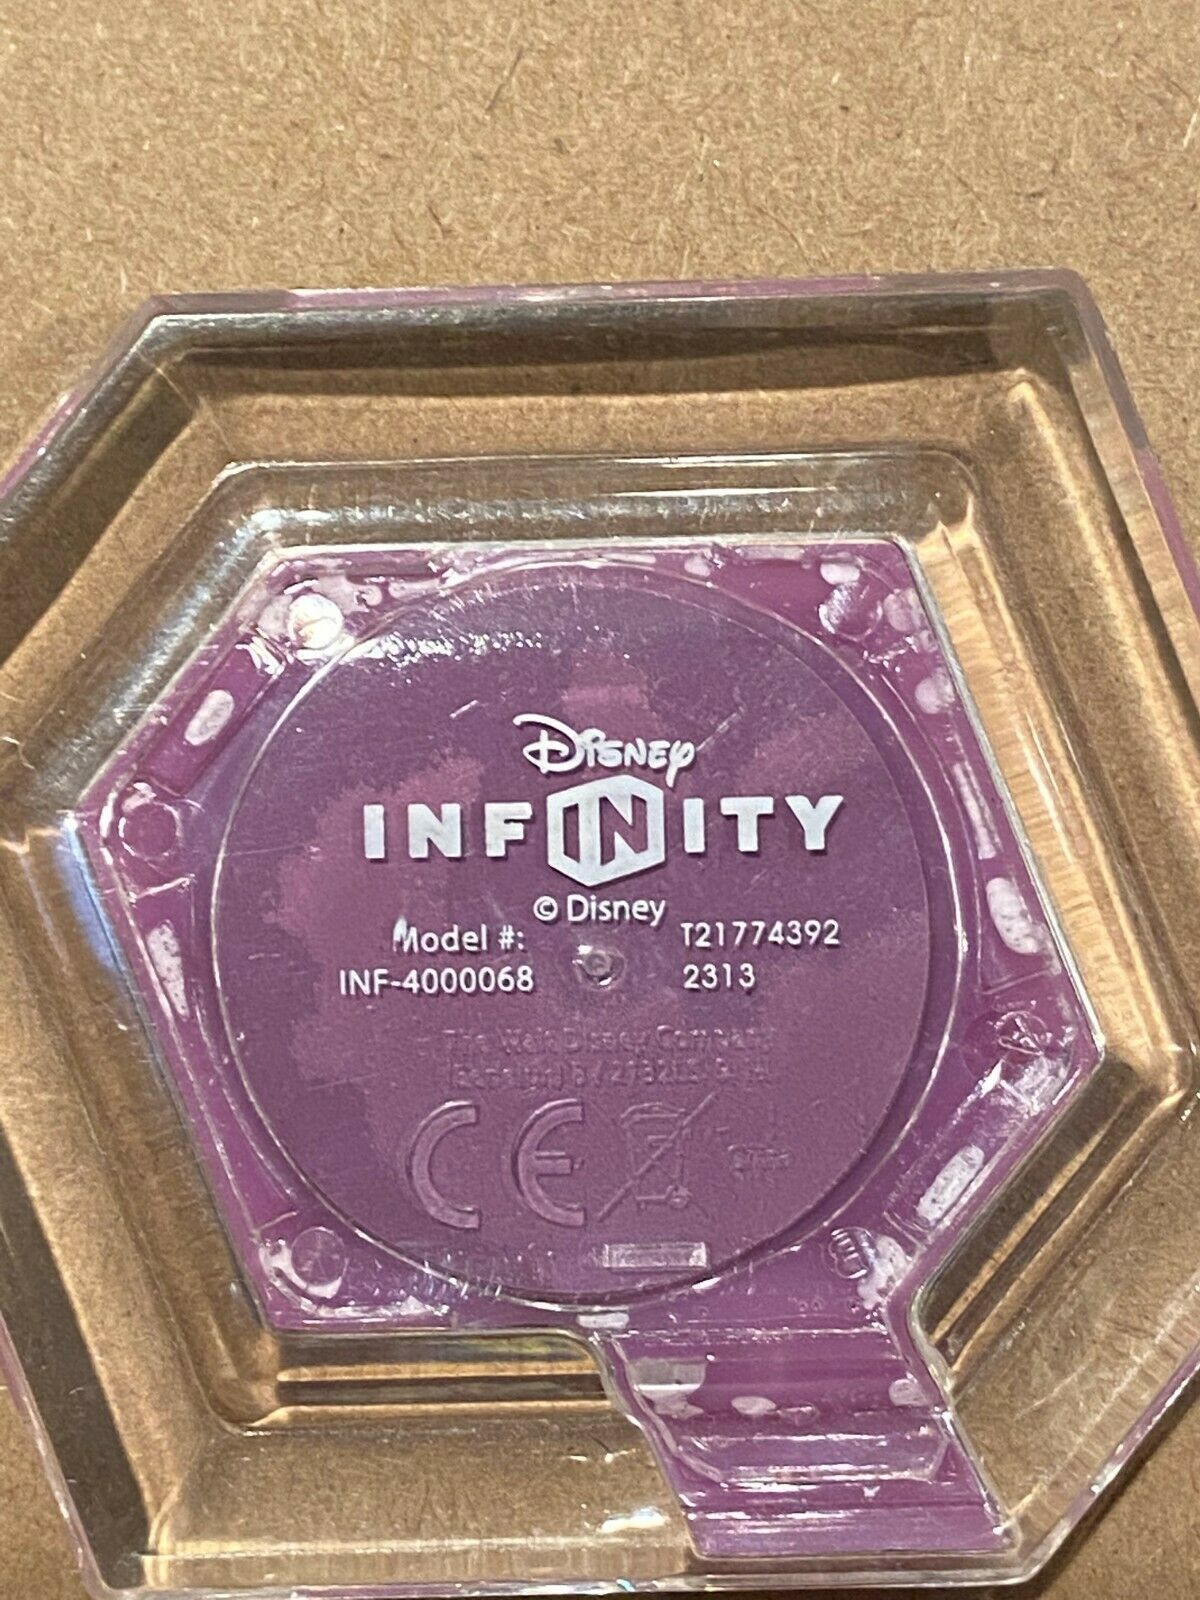 Disney
INFINITY
© Disney
Model #: T21774392
INF-4000068 2313
The Walt Disney Company
CE